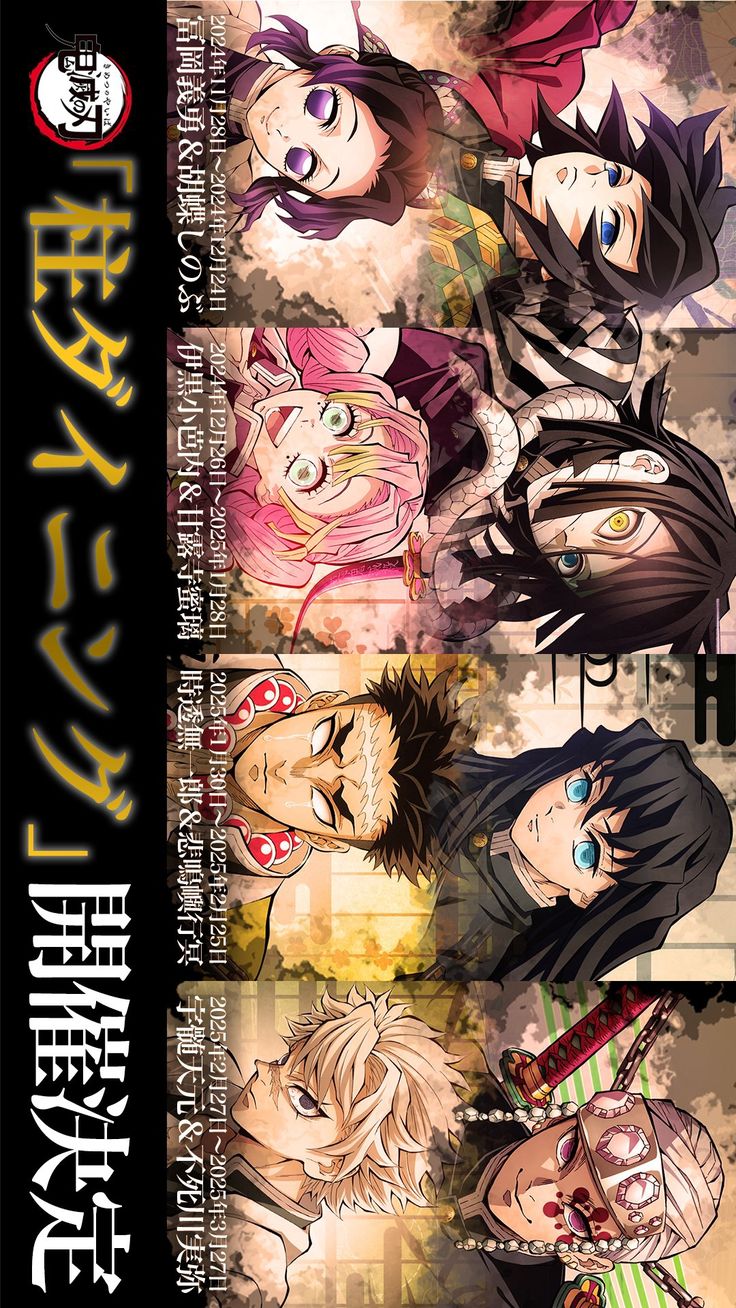 2024年11月28日~2024年12月24日
冨岡義勇&胡蝶しのぶ
2024年12月26日~2025年1月28日
伊黒小芭内&甘露寺蜜璃
2025年1月30日~2025年2月25日
時透無一郎&悲鳴嶼行冥
2025年2月27日~2025年3月27日
宇髄天元&不死川実弥
きめつのやいば
鬼滅の刃
「柱ダイニング」開催決定